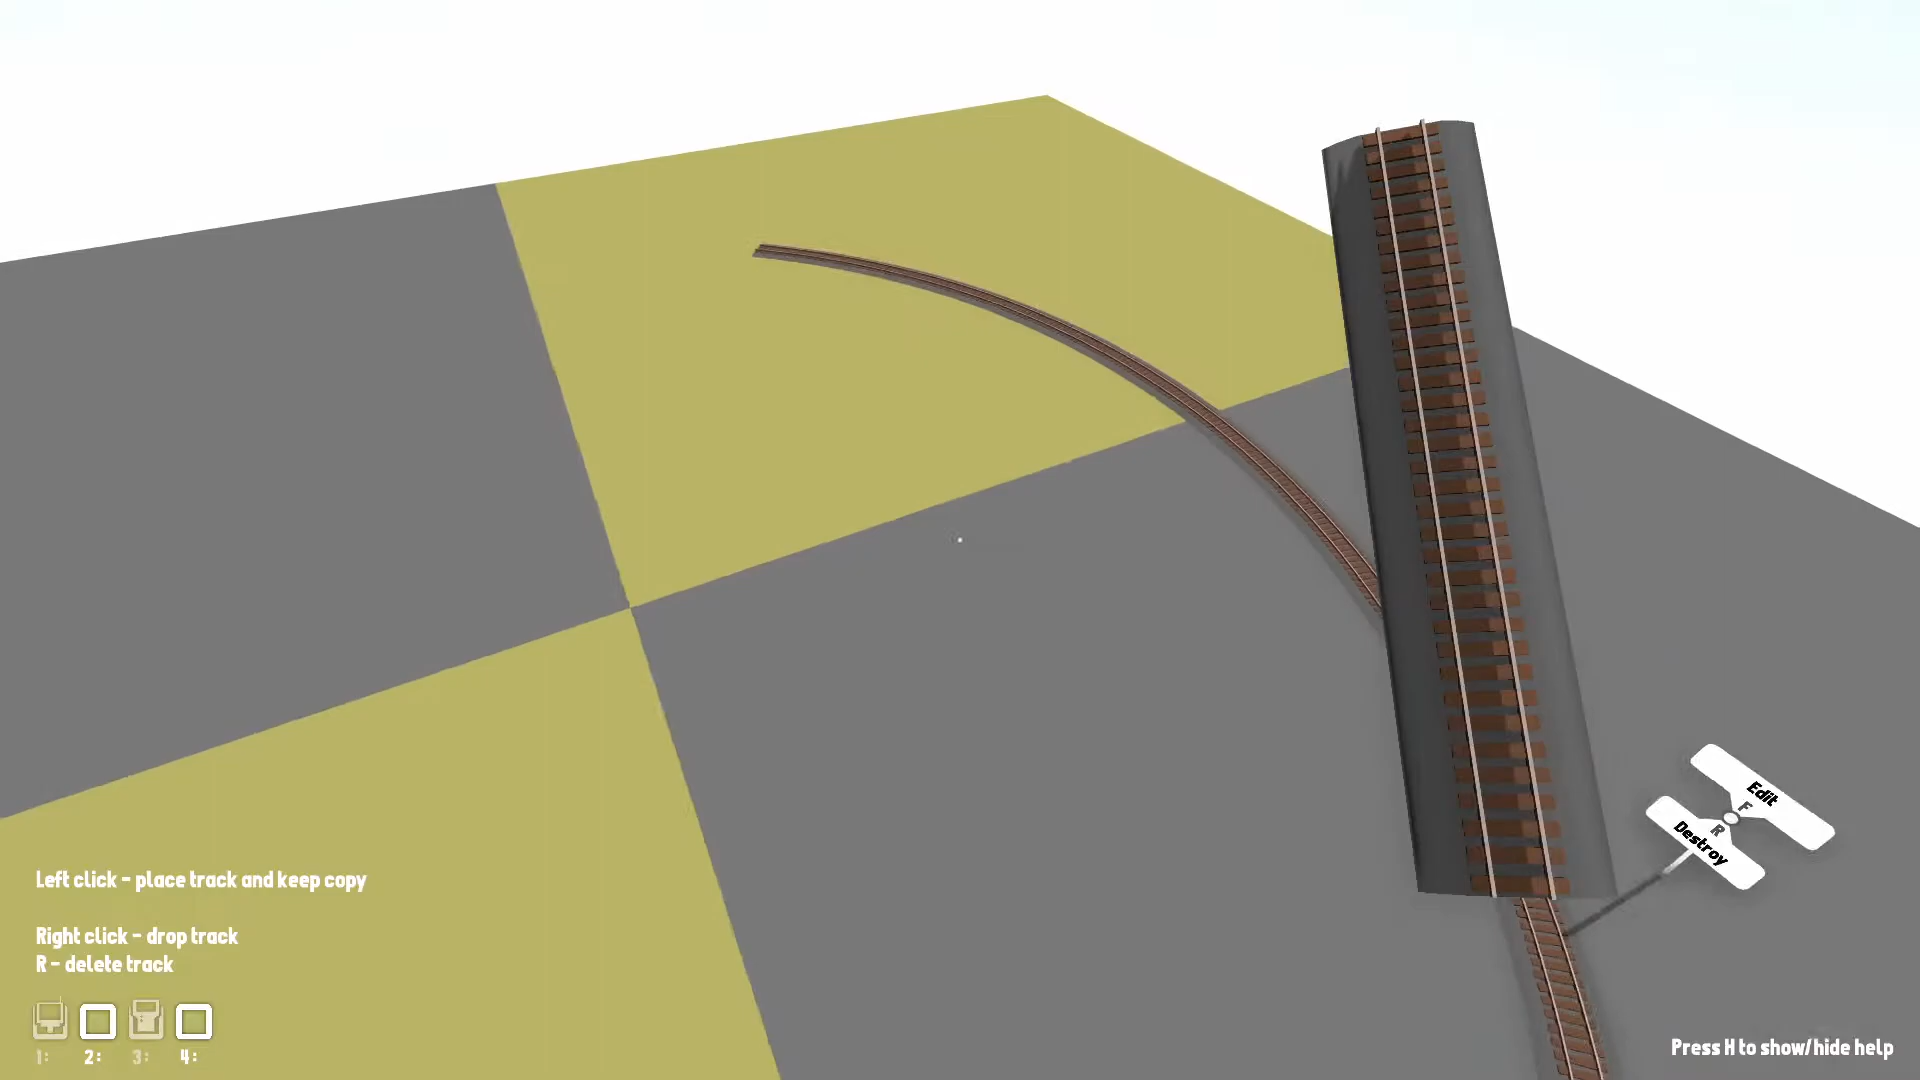 Edit
F
R
Destroy
Left click - place track and keep copy
Right click - drop track
R - delete track
1: 2: 3: 4:
Press H to show/hide help